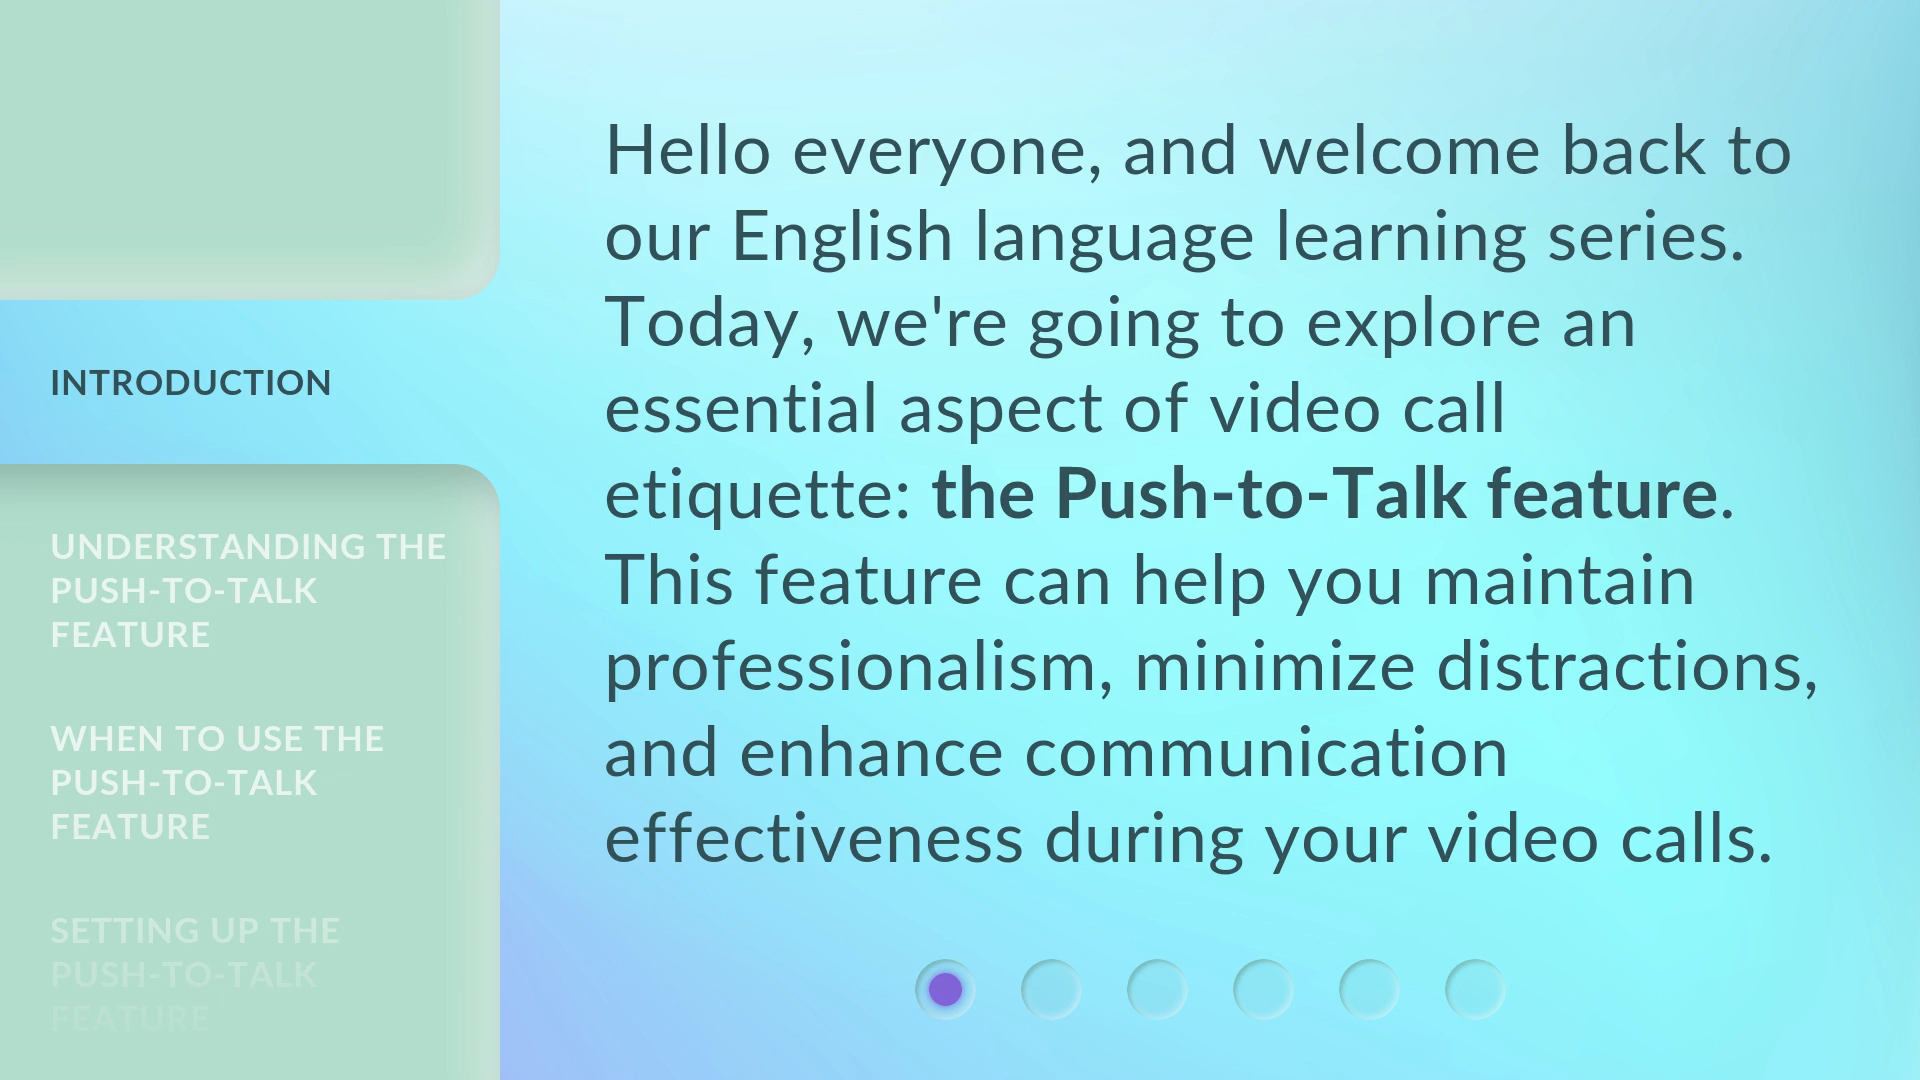 INTRODUCTION
UNDERSTANDING THE
PUSH-TO-TALK
FEATURE
WHEN TO USE THE
PUSH-TO-TALK
FEATURE
SETTING UP THE
PUSH-TO-TALK
FEATURE
Hello everyone, and welcome back to
our English language learning series.
Today, we're going to explore an
essential aspect of video call
etiquette: the Push-to-Talk feature.
This feature can help you maintain
professionalism, minimize distractions,
and enhance communication
effectiveness during your video calls.